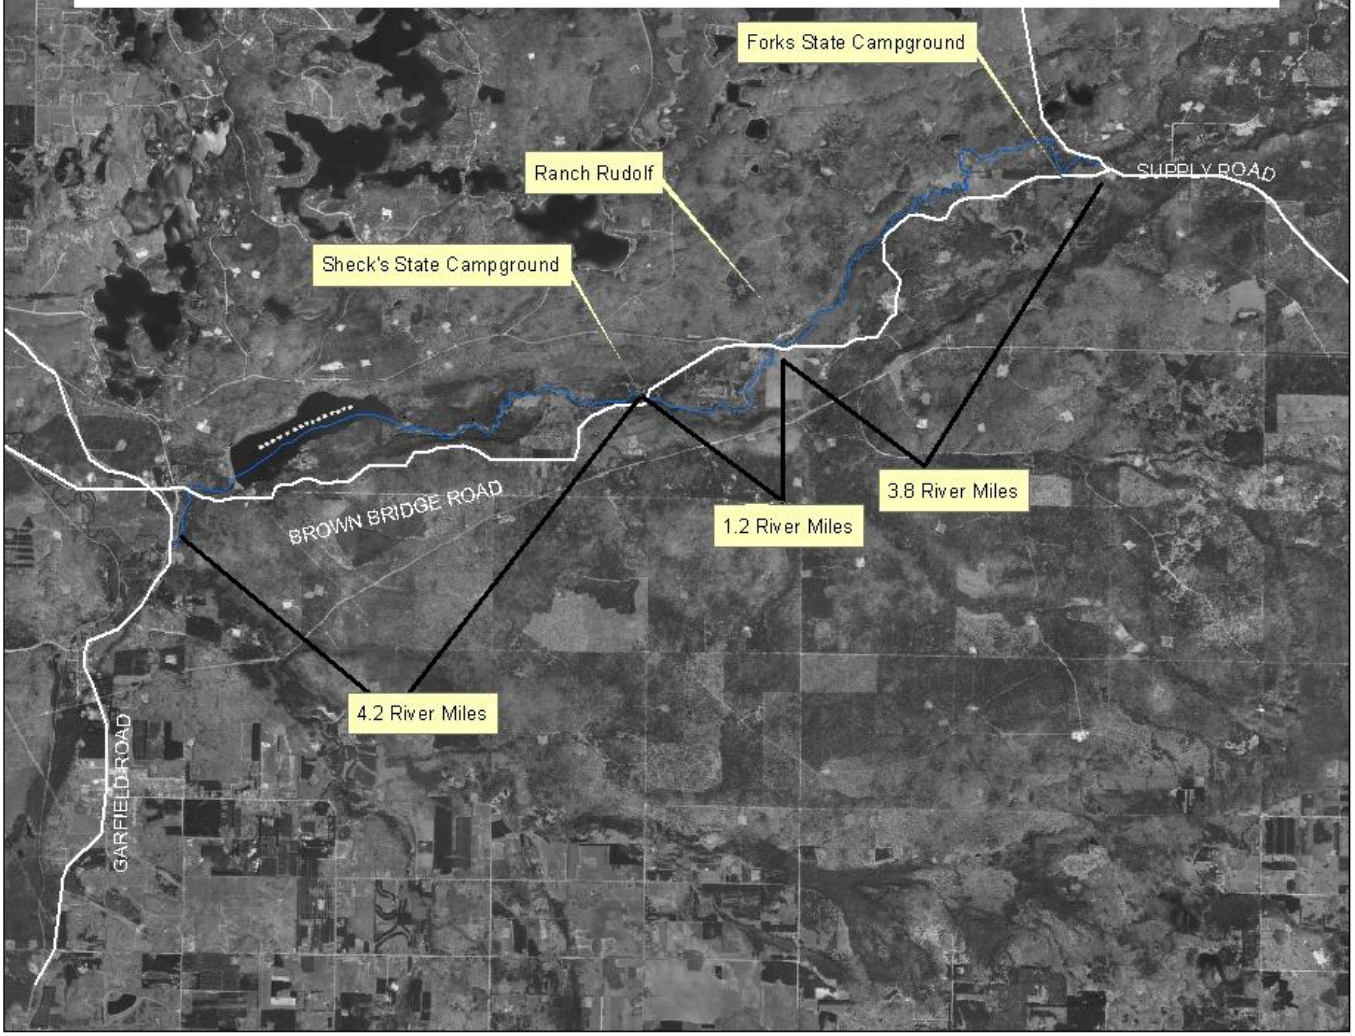 Forks State Campground
Ranch Rudolf
SUPPLY ROAD
Sheck's State Campground
3.8 River Miles
BROWN BRIDGE ROAD
1.2 River Miles
4.2 River Miles
GARFIELD ROAD